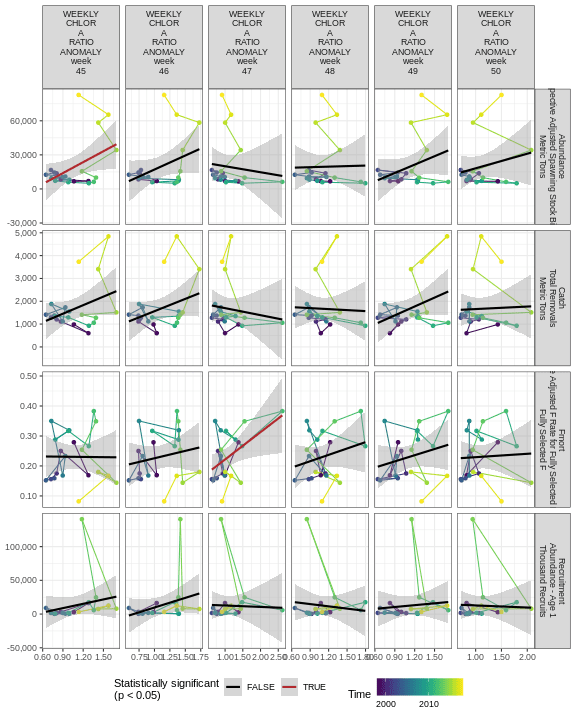 WEEKLY
CHLOR
A
RATIO
ANOMALY
week
45
WEEKLY
CHLOR
A
RATIO
ANOMALY
week
46
WEEKLY
CHLOR
A
RATIO
ANOMALY
week
47
WEEKLY
CHLOR
A
RATIO
ANOMALY
week
48
WEEKLY
CHLOR
A
RATIO
ANOMALY
week
49
WEEKLY
CHLOR
A
RATIO
ANOMALY
week
50
60,000
30,000
0
-30,000
Abundance
Adjusted Spawning Stock
Metric Tons
5,000
4,000
3,000
2,000
1,000
0
Catch
Total Removals
Metric Tons
0.50
0.40
0.30
0.20
0.10
Fmort
Adjusted F Rate for Fully Selected
Fully Selected F
100,000
50,000
0
-50,000
Recruitment
Abundance - Age 1
Thousand Recruits
0.60 0.90 1.20 1.50
0.75 1.00 1.25 1.50 1.75
1.00 1.50 2.00 2.50
0.60 0.90 1.20 1.50
1.00 1.50 2.00
Statistically significant
(p < 0.05)
FALSE
TRUE
Time
2000 2010